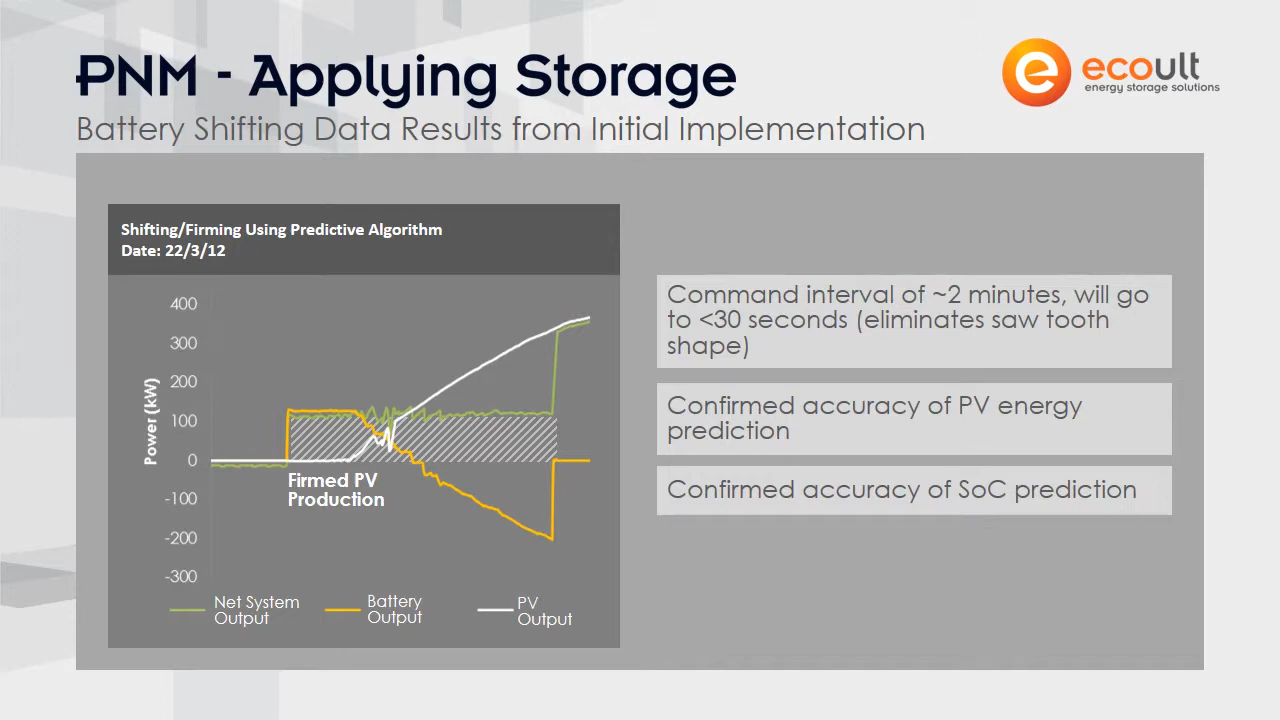 PNM - Applying Storage
ecoult
energy storage solutions
Battery Shifting Data Results from Initial Implementation
Shifting/Firming Using Predictive Algorithm
Date: 22/3/12
400
300
200
100
0
-100
-200
-300
Power (kW)
Firmed PV
Production
Net System
Output
Battery
Output
PV
Output
Command interval of ~2 minutes, will go
to <30 seconds (eliminates saw tooth
shape)
Confirmed accuracy of PV energy
prediction
Confirmed accuracy of SoC prediction